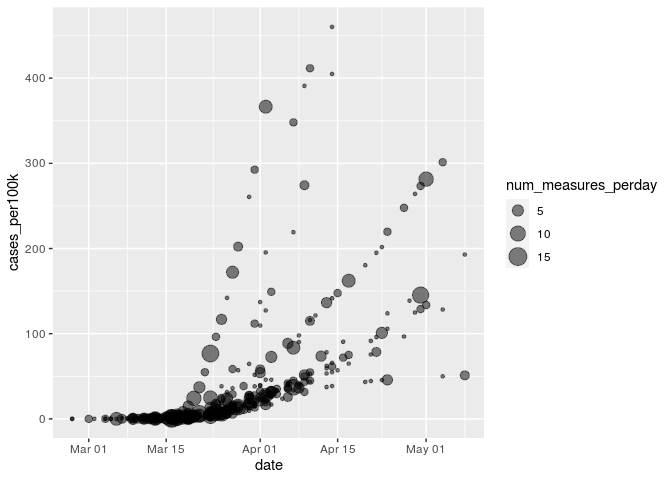 400
300
200
100
0
cases_per100k
Mar 01
Mar 15
Apr 01
Apr 15
May 01
date
num_measures_perday
5
10
15